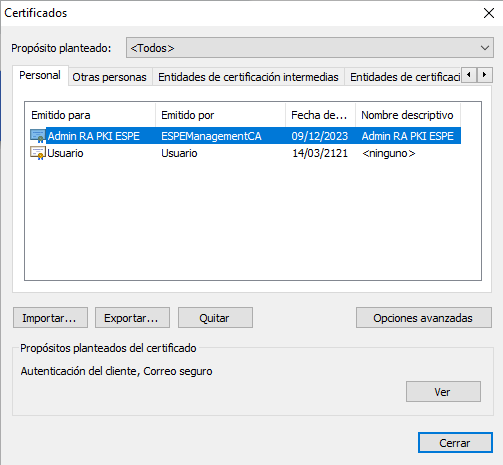 Certificados
Propósito planteado: <Todos>
Personal Otras personas Entidades de certificación intermedias Entidades de certificaci
Emitido para Emitido por Fecha de... Nombre descriptivo
Admin RA PKI ESPE ESPEManagementCA 09/12/2023 Admin RA PKI ESPE
Usuario Usuario 14/03/2121 <ninguno>
Importar... Exportar... Quitar Opciones avanzadas
Propósitos planteados del certificado
Autenticación del cliente, Correo seguro
Ver
Cerrar